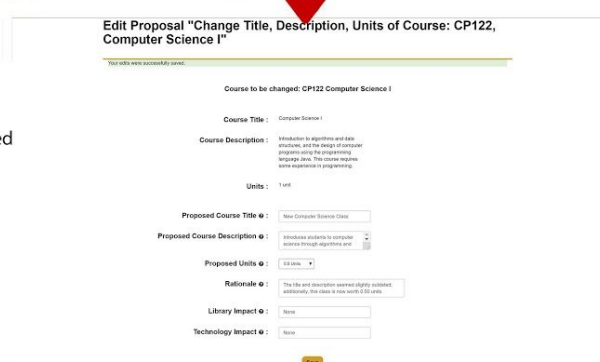 Edit Proposal "Change Title, Description, Units of Course: CP122,
Computer Science I"
Your edits were successfully saved.
Course to be changed: CP122 Computer Science I
ed
Course Title : Computer Science I
Course Description : Introduction to algorithms and data
structures, and the design of computer
programs using the programming
language Java. This course requires
some experience in programming.
Units : 1 unit
Proposed Course Title : New Computer Science Class
Proposed Course Description : Introduces students to computer
science through algorithms and
Proposed Units : 0.5 Units
Rationale : The title and description seemed slightly outdated;
additionally, this class is now worth 0.50 units.
Library Impact : None
Technology Impact : None